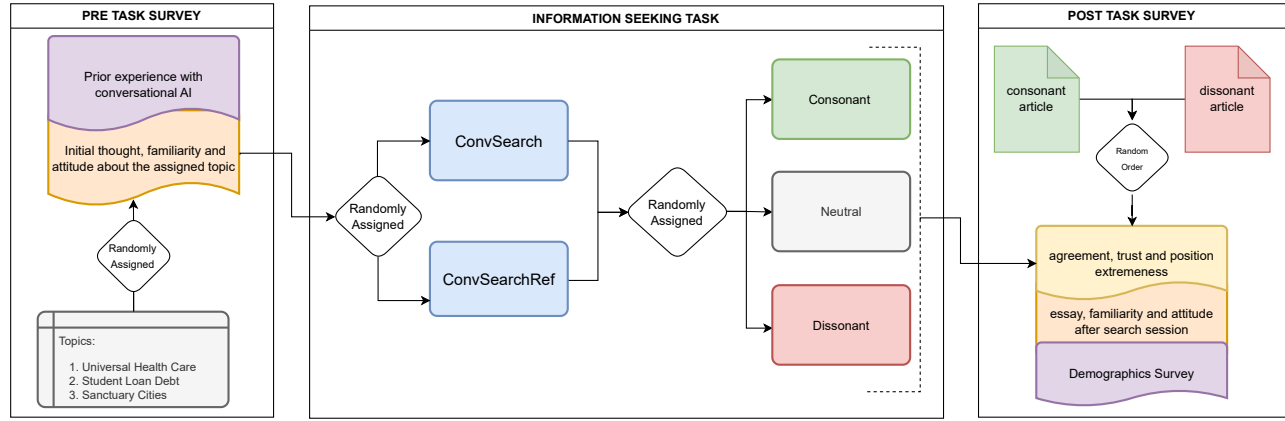 PRE TASK SURVEY
Prior experience with
conversational AI
Initial thought, familiarity and
attitude about the assigned topic
Randomly
Assigned
Topics:
1. Universal Health Care
2. Student Loan Debt
3. Sanctuary Cities
INFORMATION SEEKING TASK
Randomly
Assigned
ConvSearch
ConvSearchRef
Randomly
Assigned
Consonant
Neutral
Dissonant
POST TASK SURVEY
consonant
article
dissonant
article
Random
Order
agreement, trust and position
extremeness
essay, familiarity and attitude
after search session
Demographics Survey